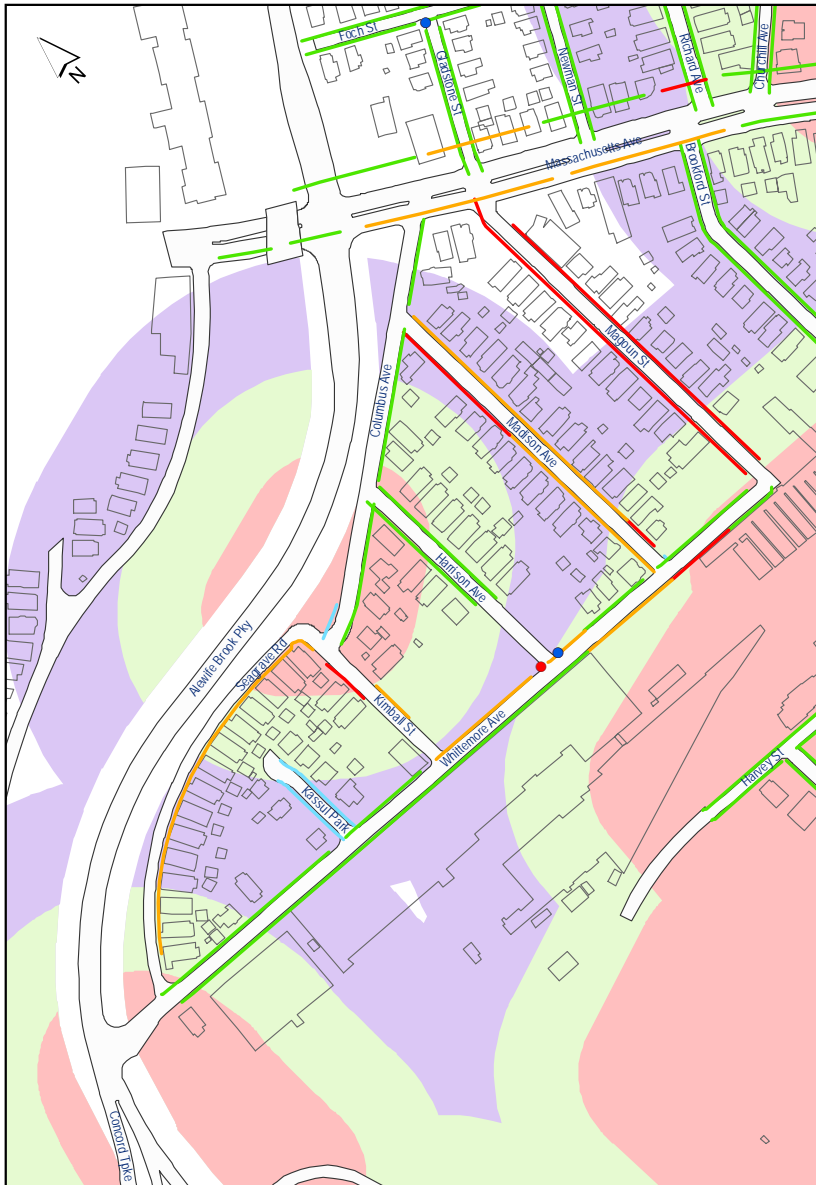 Foch St
Gladstone St
Newman St
Richard Ave
Churchill Ave
N
Massachusetts Ave
Brookford St
Magoun St
Columbus Ave
Madison Ave
Harrison Ave
Alewife Brook Pky
Seagrave Rd
Kimball St
Whittemore Ave
Kassul Park
Harvey St
Concord Tpke